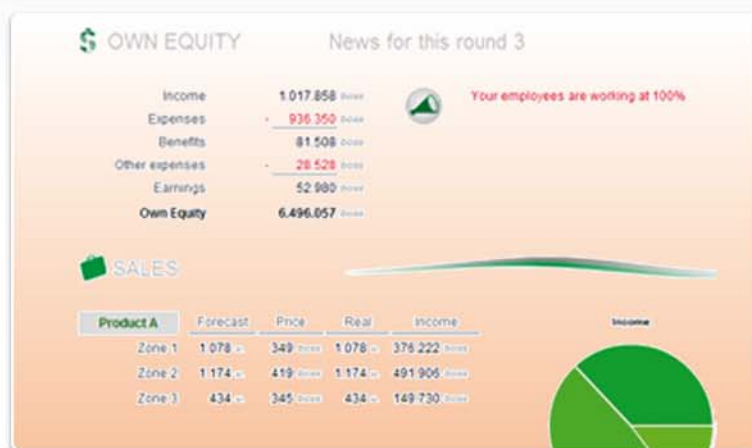 OWN EQUITY
News for this round 3
Income 1.017.858
Expenses - 936.350
Benefits 81.508
Other expenses - 28.528
Earnings 52.980
Own Equity 6.496.057
Your employees are working at 100%
SALES
Product A Forecast Price Real Income
Zone 1 1.078 349 1.078 376.222
Zone 2 1.174 419 1.174 491.906
Zone 3 434 345 434 149.730
Income